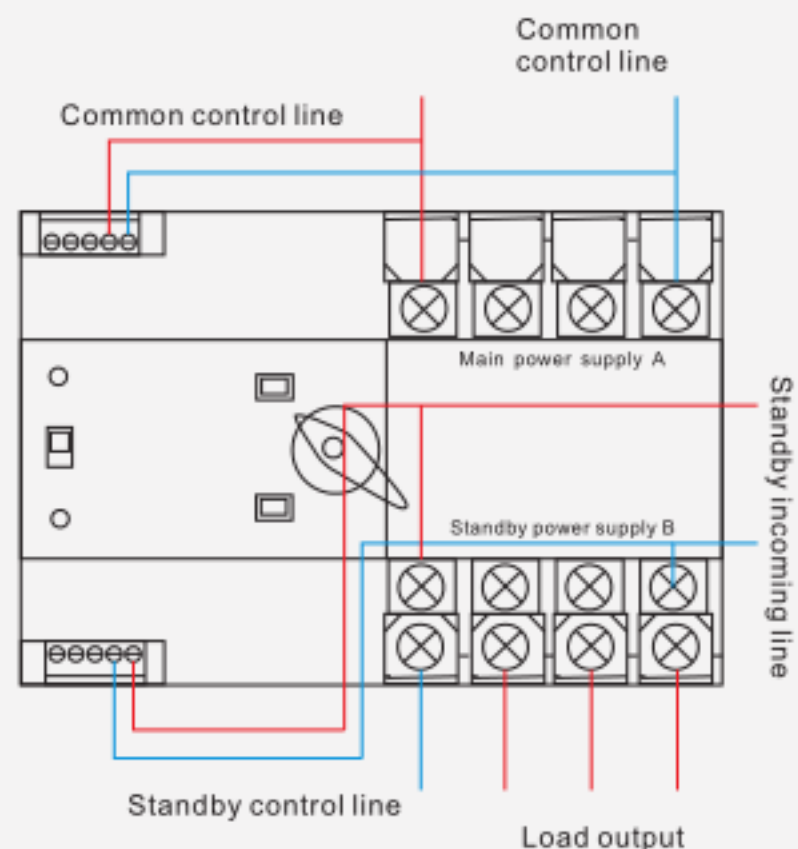 Common
control line
Common control line
Main power supply A
Standby incoming line
Standby power supply B
Standby control line
Load output